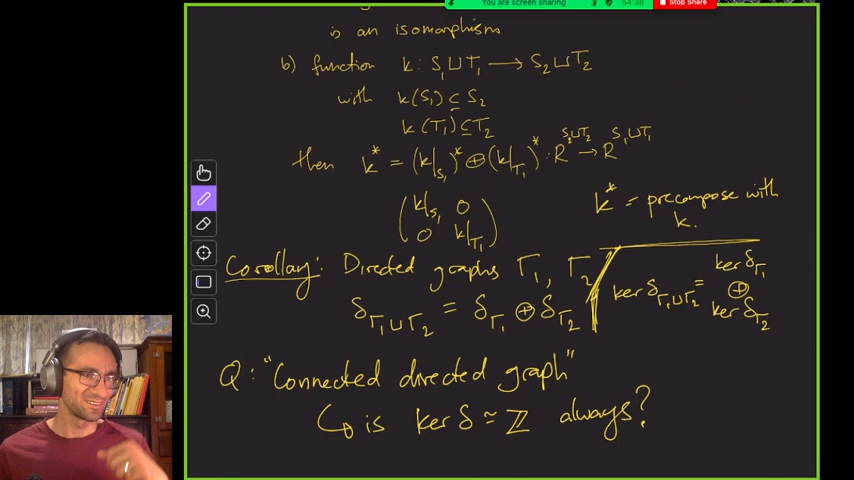 You are screen sharing 54:38 Stop Share
is an isomorphism
b) function k : S₁⊔T₁ → S₂⊔T₂
with k(S₁) ⊆ S₂
k(T₁) ⊆ T₂
then k* = (k|S₁)* ⊕ (k|T₁)* : R^{S₂⊔T₂} → R^{S₁⊔T₁}
( k|S₁ 0
0 k|T₁ )
k* = precompose with k.
Corollay: Directed graphs Γ₁, Γ₂
δ_{Γ₁⊔Γ₂} = δ_{Γ₁} ⊕ δ_{Γ₂}
ker δ_{Γ₁⊔Γ₂} = ker δ_{Γ₁} ⊕ ker δ_{Γ₂}
Q: "Connected directed graph"
↳ is ker δ ≃ ℤ always?